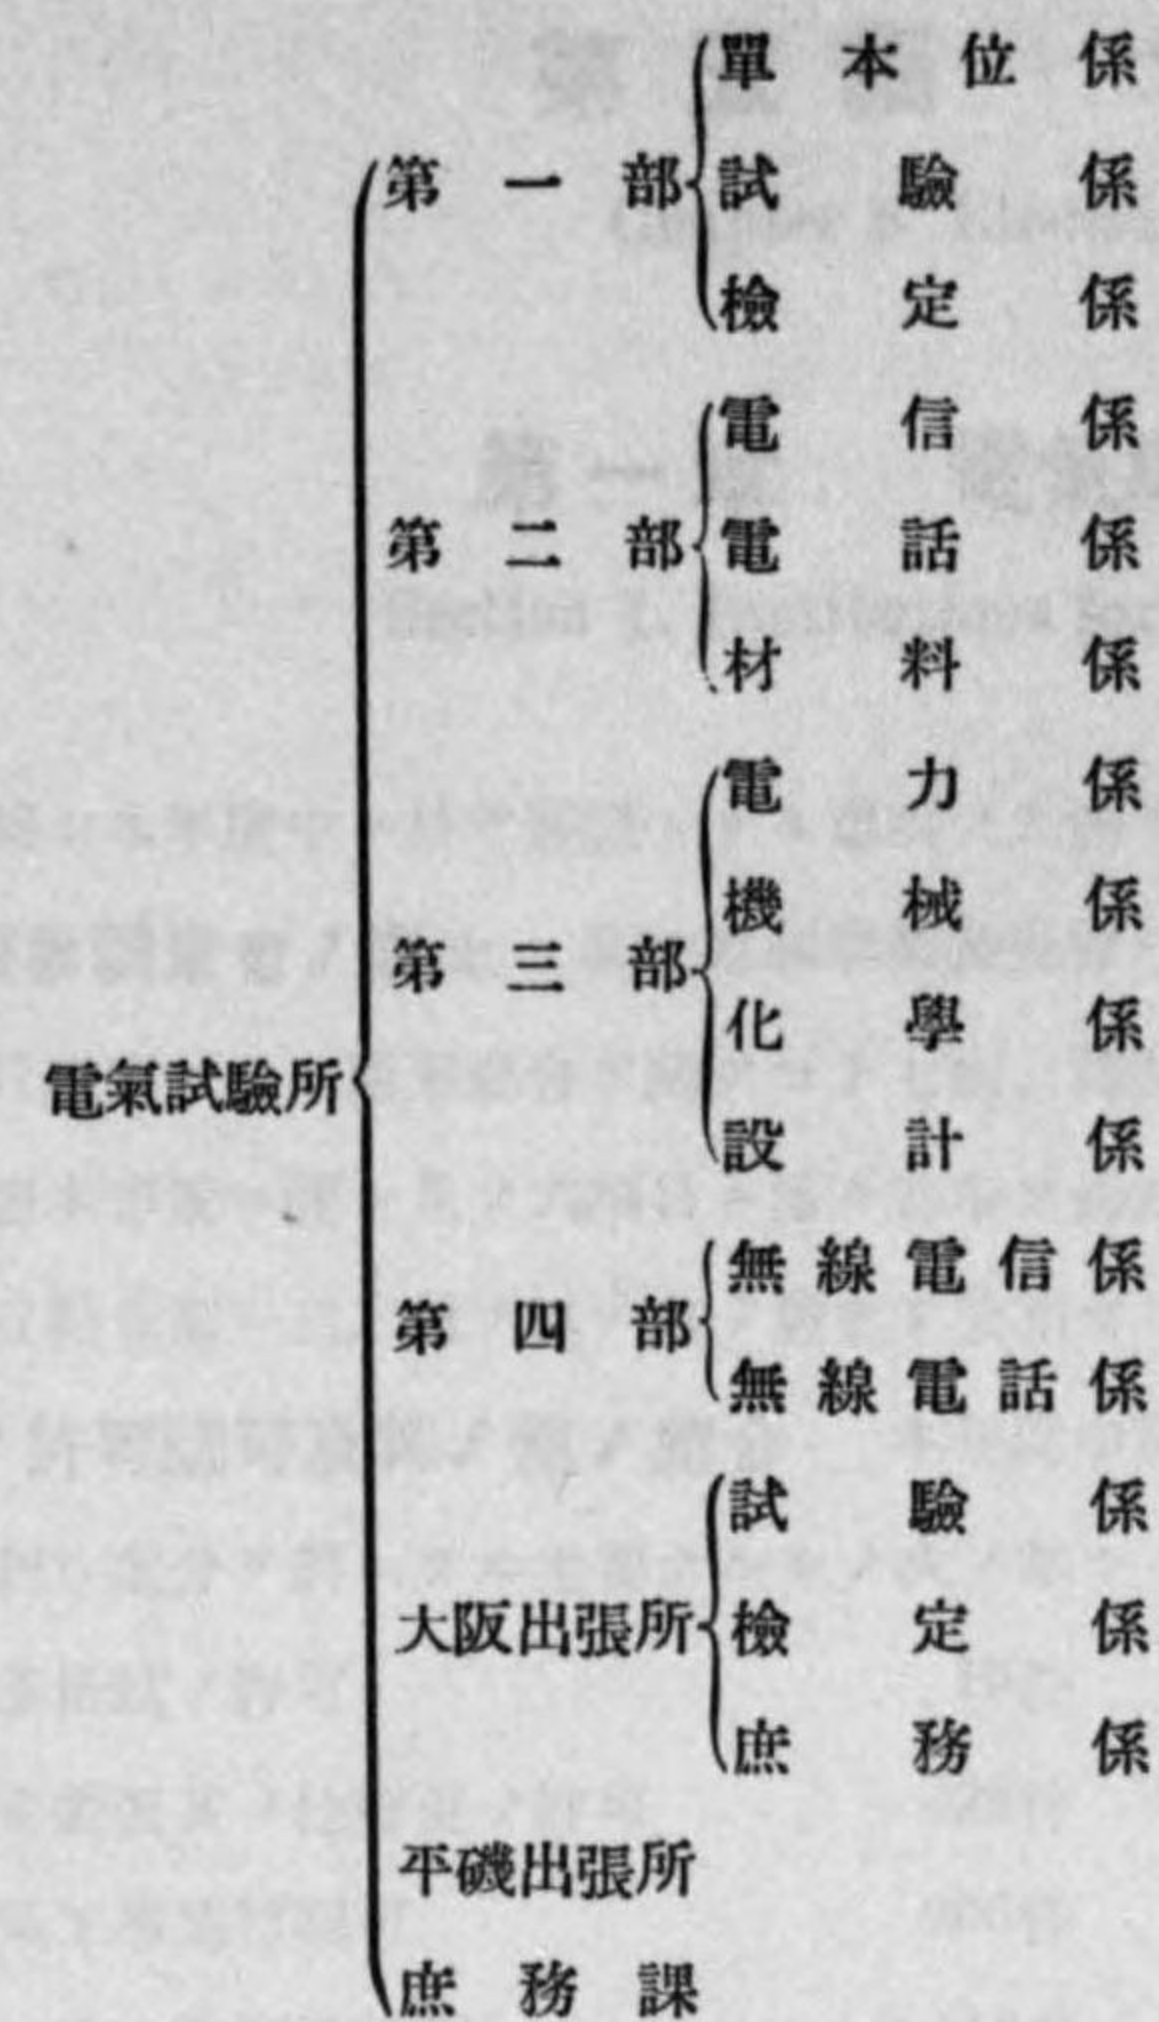 電氣試驗所
第一部
單本位係
試驗係
檢定係
第二部
電信係
電話係
材料係
第三部
電力係
機械係
化學係
設計係
第四部
無線電信係
無線電話係
大阪出張所
試驗係
檢定係
庶務係
平磯出張所
庶務課